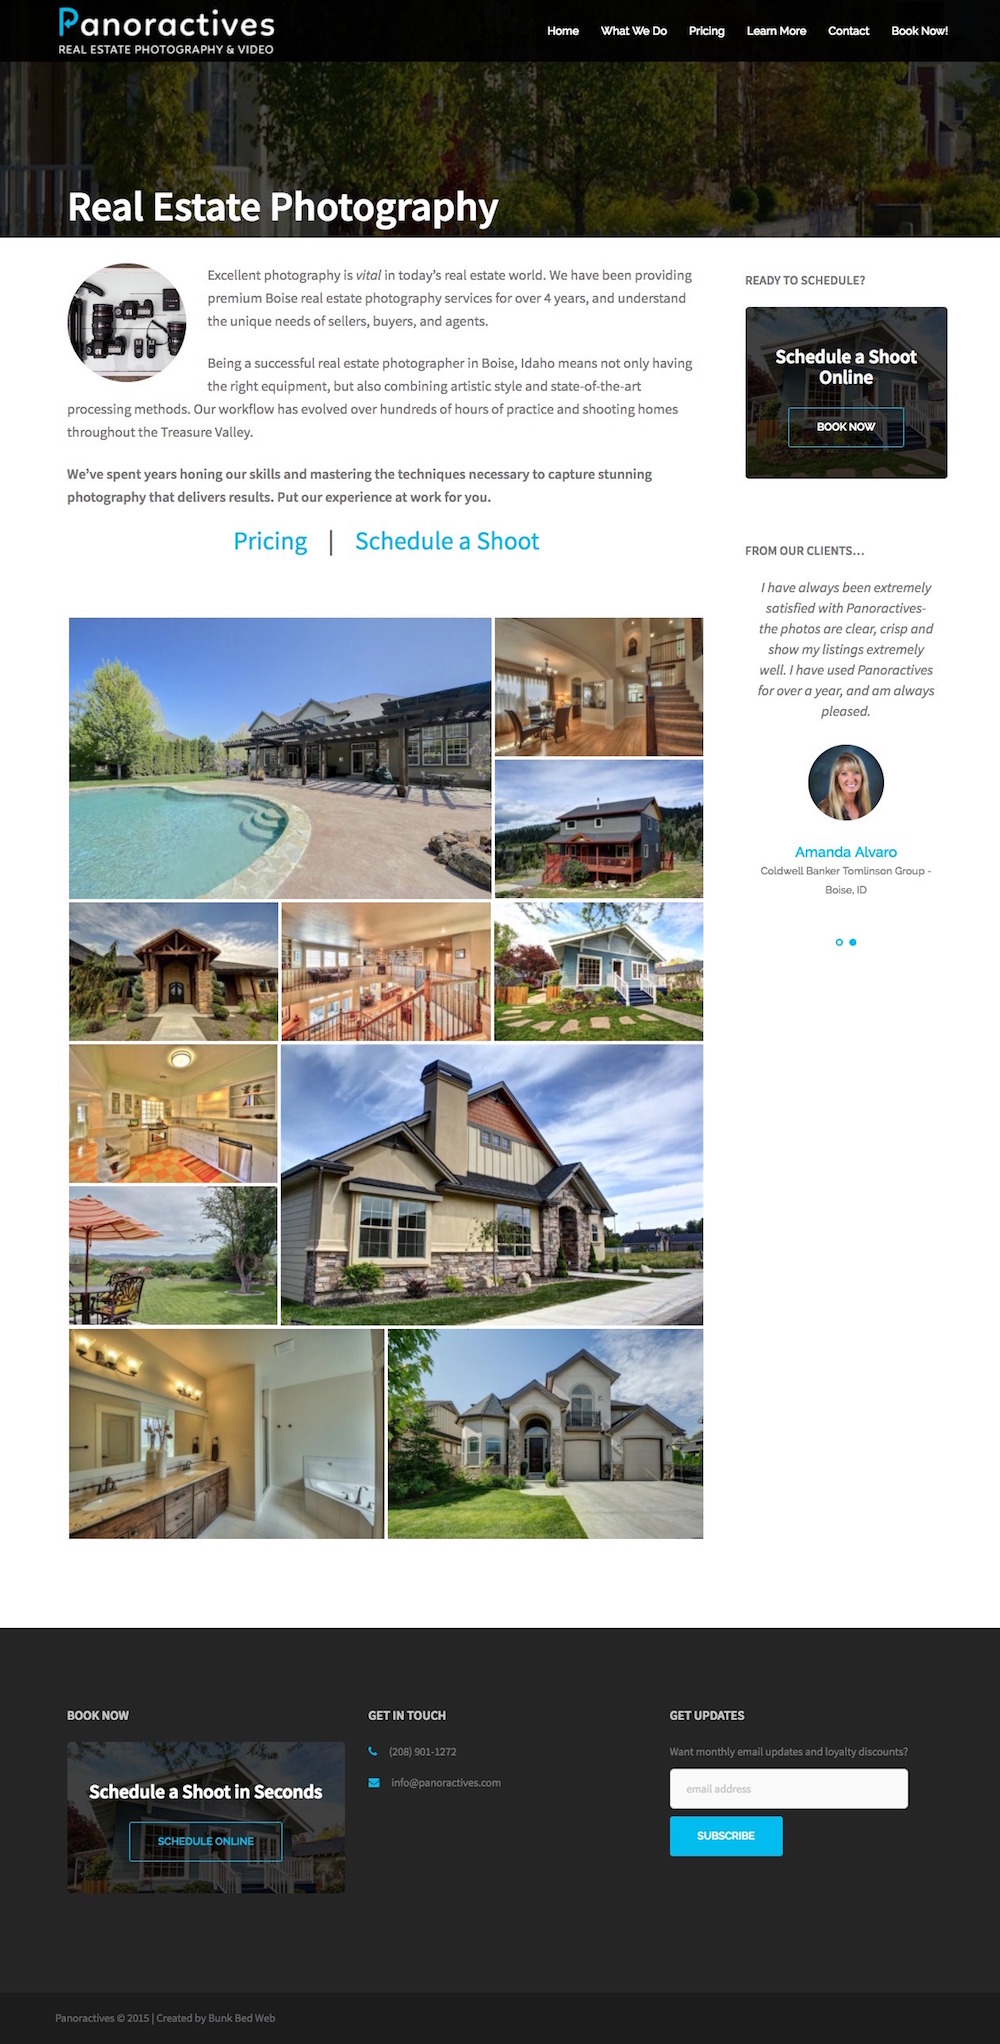 Panoractives
REAL ESTATE PHOTOGRAPHY & VIDEO
Home What We Do Pricing Learn More Contact Book Now!
Real Estate Photography
Excellent photography is vital in today's real estate world. We have been providing
premium Boise real estate photography services for over 4 years, and understand
the unique needs of sellers, buyers, and agents.
Being a successful real estate photographer in Boise, Idaho means not only having
the right equipment, but also combining artistic style and state-of-the-art
processing methods. Our workflow has evolved over hundreds of hours of practice and shooting homes
throughout the Treasure Valley.
We've spent years honing our skills and mastering the techniques necessary to capture stunning
photography that delivers results. Put our experience at work for you.
Pricing | Schedule a Shoot
READY TO SCHEDULE?
Schedule a Shoot
Online
BOOK NOW
FROM OUR CLIENTS...
I have always been extremely
satisfied with Panoractives-
the photos are clear, crisp and
show my listings extremely
well. I have used Panoractives
for over a year, and am always
pleased.
Amanda Alvaro
Coldwell Banker Tomlinson Group -
Boise, ID
BOOK NOW
Schedule a Shoot in Seconds
SCHEDULE ONLINE
GET IN TOUCH
(208) 901-1272
info@panoractives.com
GET UPDATES
Want monthly email updates and loyalty discounts?
email address
SUBSCRIBE
Panoractives © 2015 | Created by Bunk Bed Web